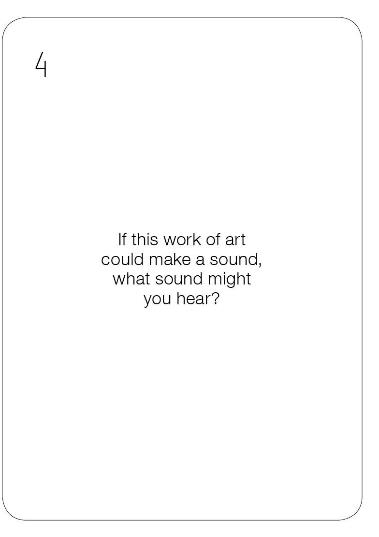 4
If this work of art
could make a sound,
what sound might
you hear?